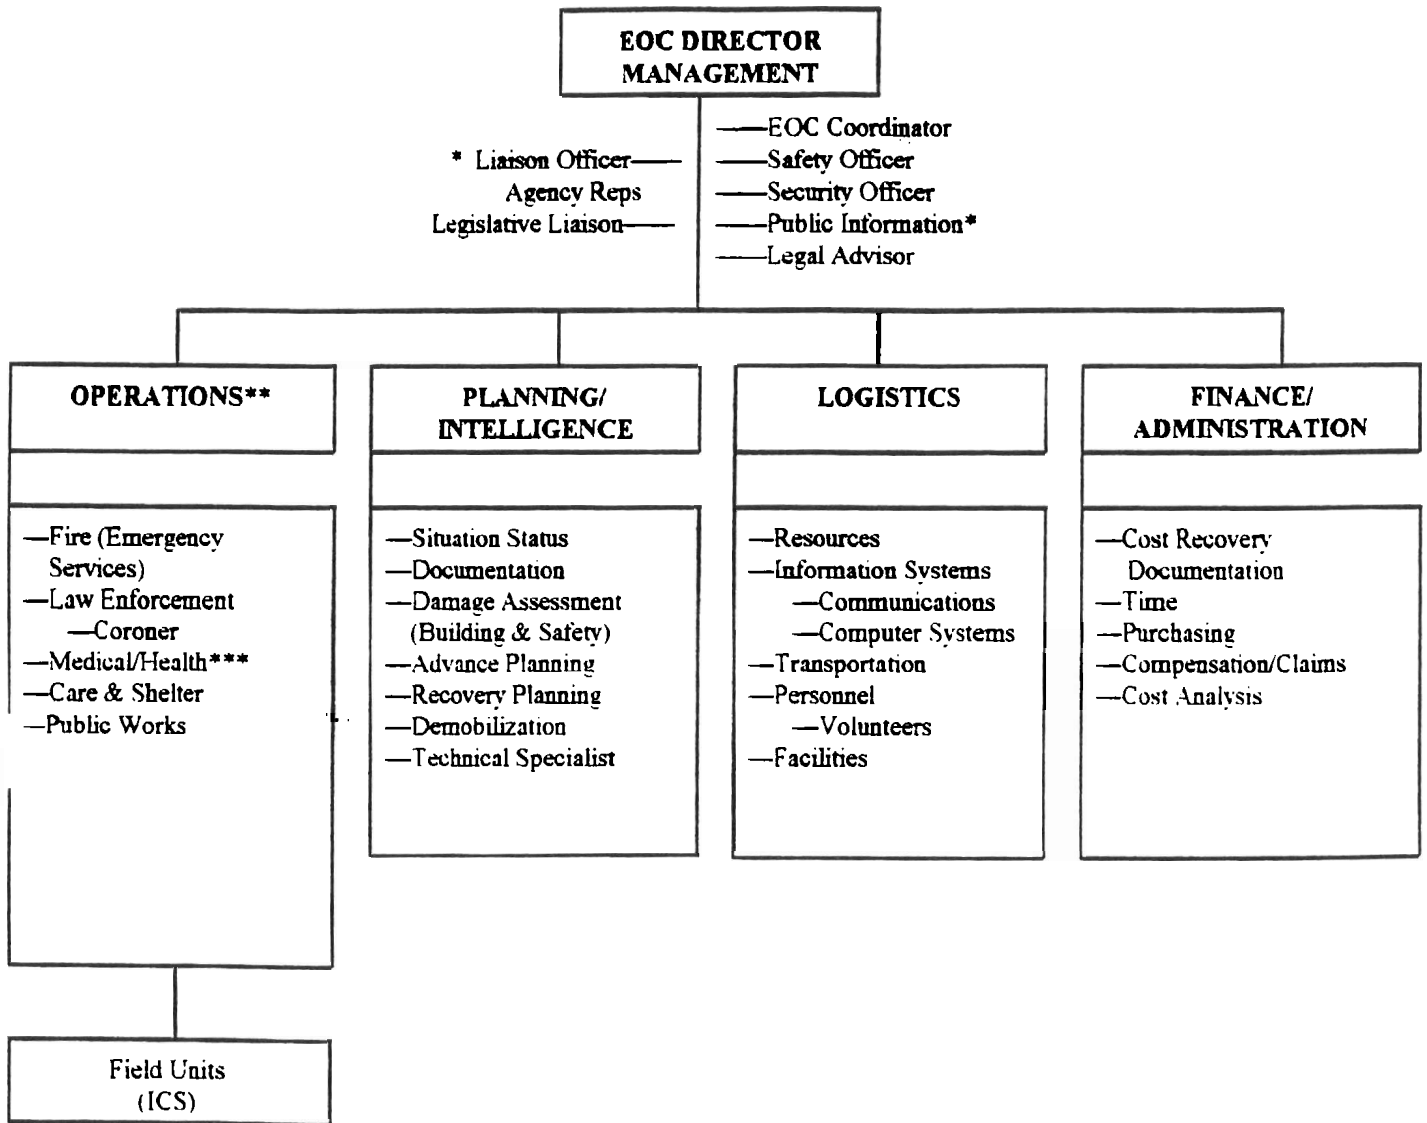 EOC DIRECTOR
MANAGEMENT
—EOC Coordinator
* Liaison Officer—
—Safety Officer
Agency Reps
—Security Officer
Legislative Liaison—
—Public Information*
—Legal Advisor
OPERATIONS**
—Fire (Emergency
Services)
—Law Enforcement
—Coroner
—Medical/Health***
—Care & Shelter
—Public Works
PLANNING/
INTELLIGENCE
—Situation Status
—Documentation
—Damage Assessment
(Building & Safety)
—Advance Planning
—Recovery Planning
—Demobilization
—Technical Specialist
LOGISTICS
—Resources
—Information Systems
—Communications
—Computer Systems
—Transportation
—Personnel
—Volunteers
—Facilities
FINANCE/
ADMINISTRATION
—Cost Recovery
Documentation
—Time
—Purchasing
—Compensation/Claims
—Cost Analysis
Field Units
(ICS)